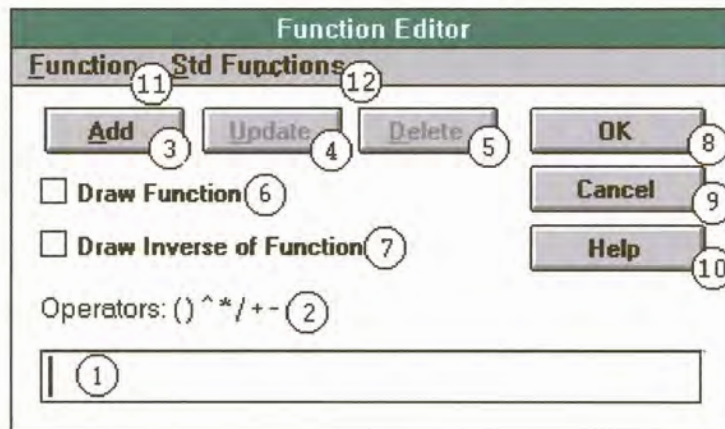 Function Editor
Function 11 Std Functions 12
Add 3 Update 4 Delete 5 OK 8
Draw Function 6 Cancel 9
Draw Inverse of Function 7 Help 10
Operators: () ^ * / + - 2
1